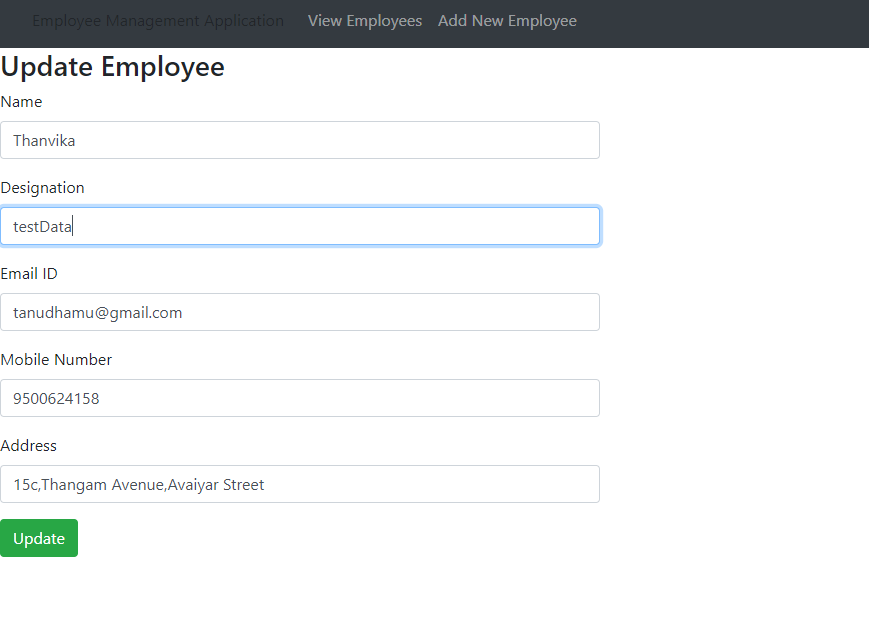 Employee Management Application View Employees Add New Employee
Update Employee
Name
Thanvika
Designation
testData
Email ID
tanudhamu@gmail.com
Mobile Number
9500624158
Address
15c,Thangam Avenue,Avaiyar Street
Update